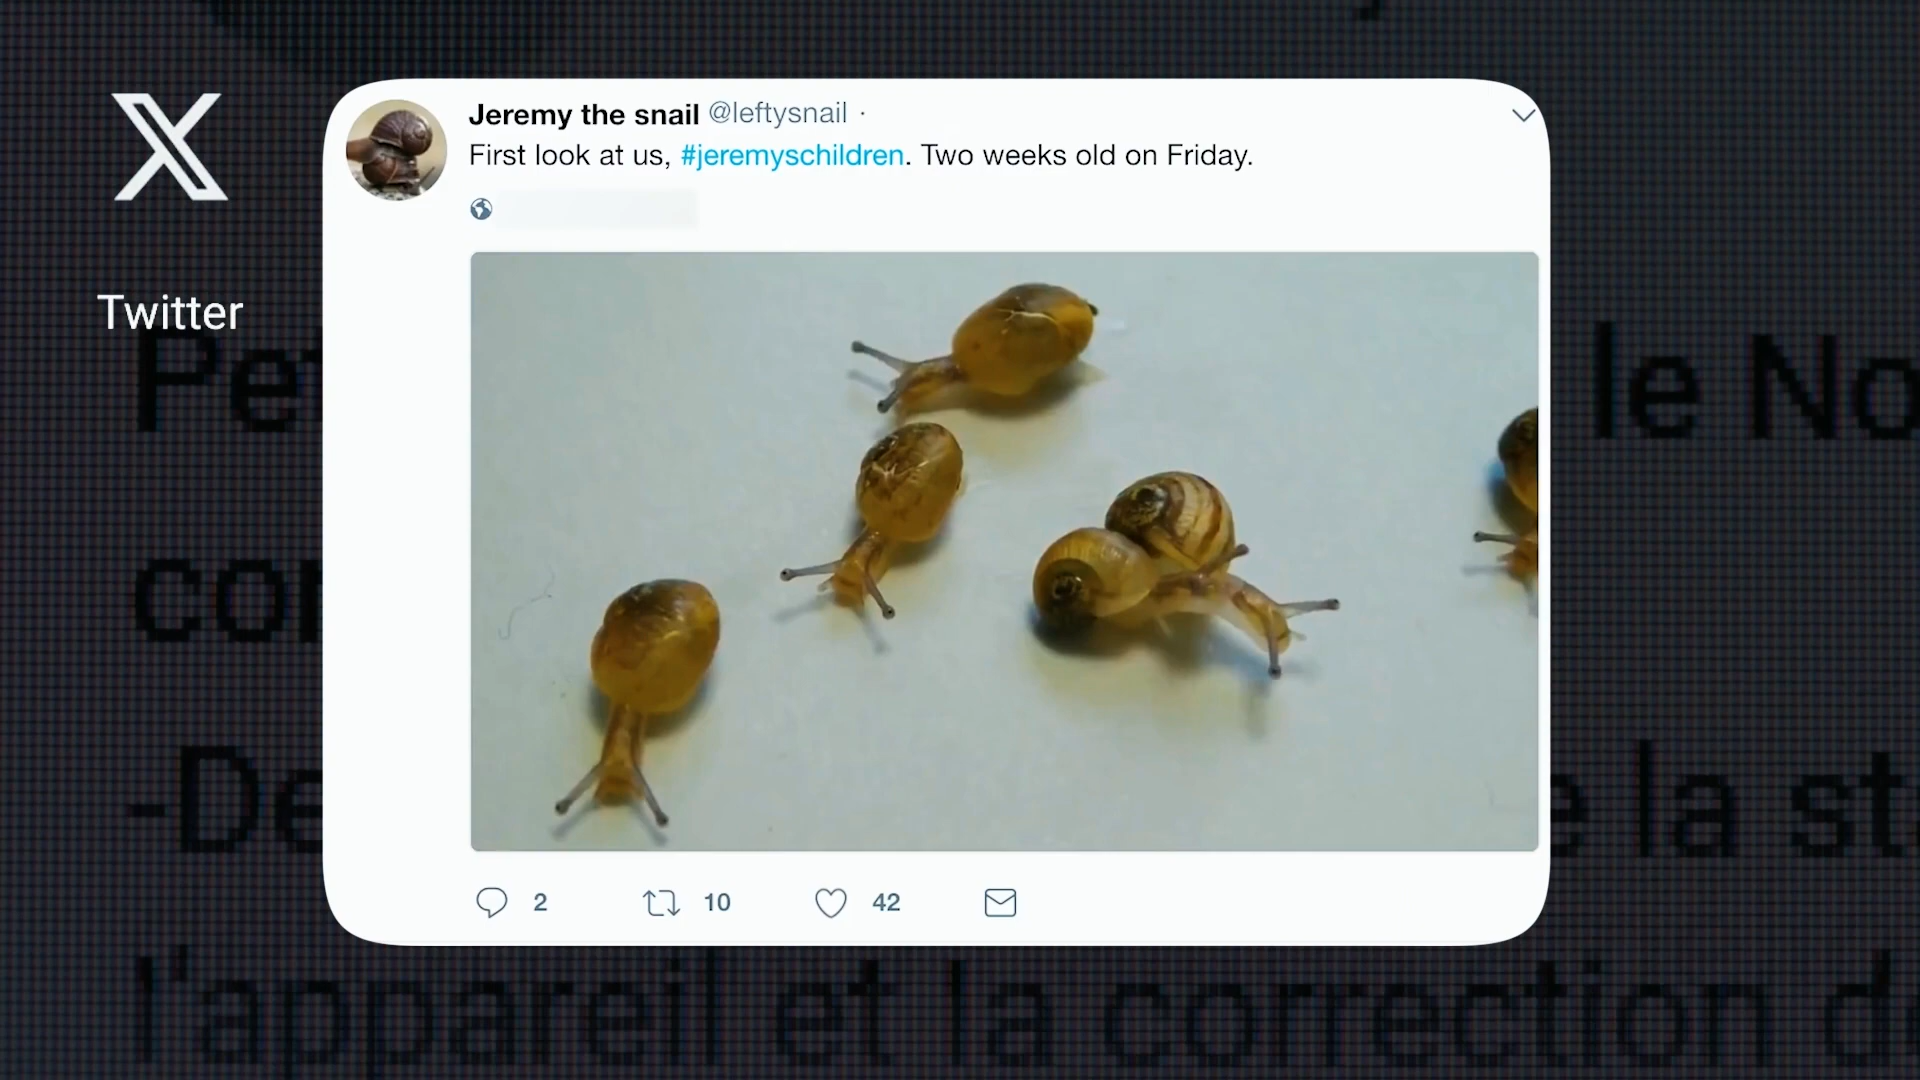 Jeremy the snail @leftysnail ·
First look at us, #jeremyschildren. Two weeks old on Friday.
Twitter
le No
-De
la st
2 10 42
l'appareil et la correction d